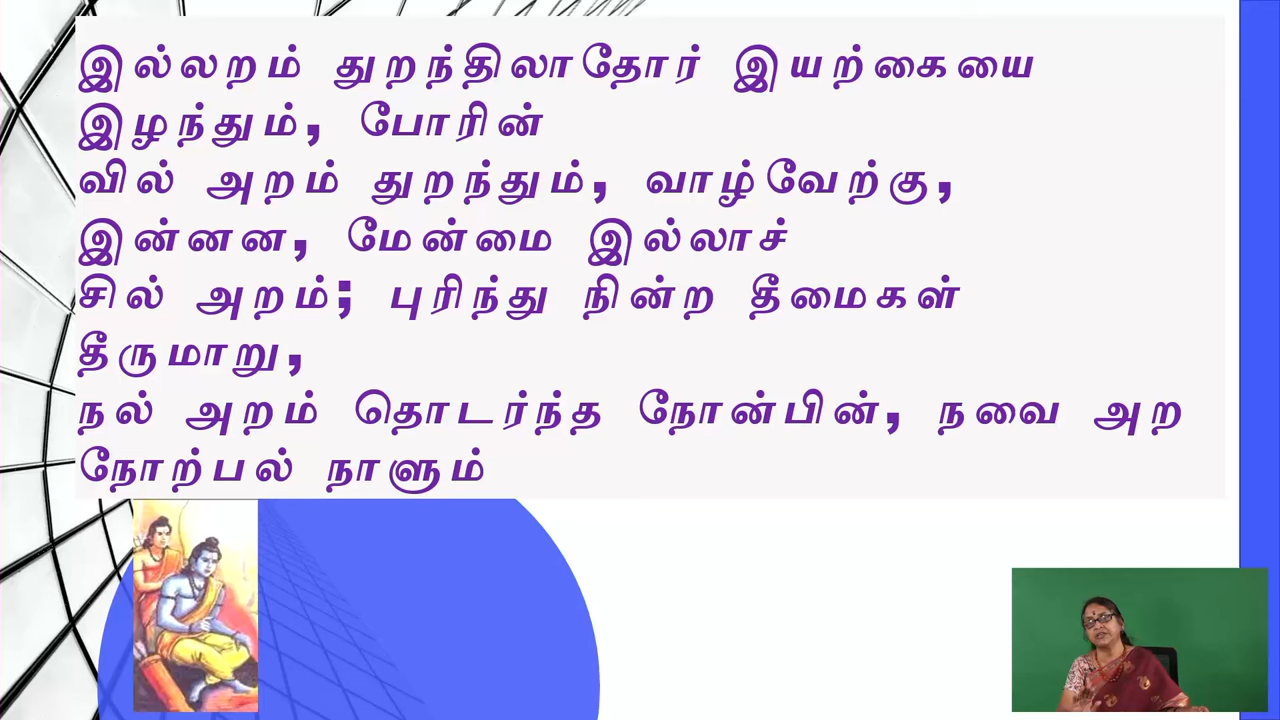 இல்லறம் துறந்திலாதோர் இயற்கையை
இழந்தும், போரின்
வில் அறம் துறந்தும், வாழ்வேற்கு,
இன்னன, மேன்மை இல்லாச்
சில் அறம்; புரிந்து நின்ற தீமைகள்
தீருமாறு,
நல் அறம் தொடர்ந்த நோன்பின், நவை அற
நோற்பல் நாளும்